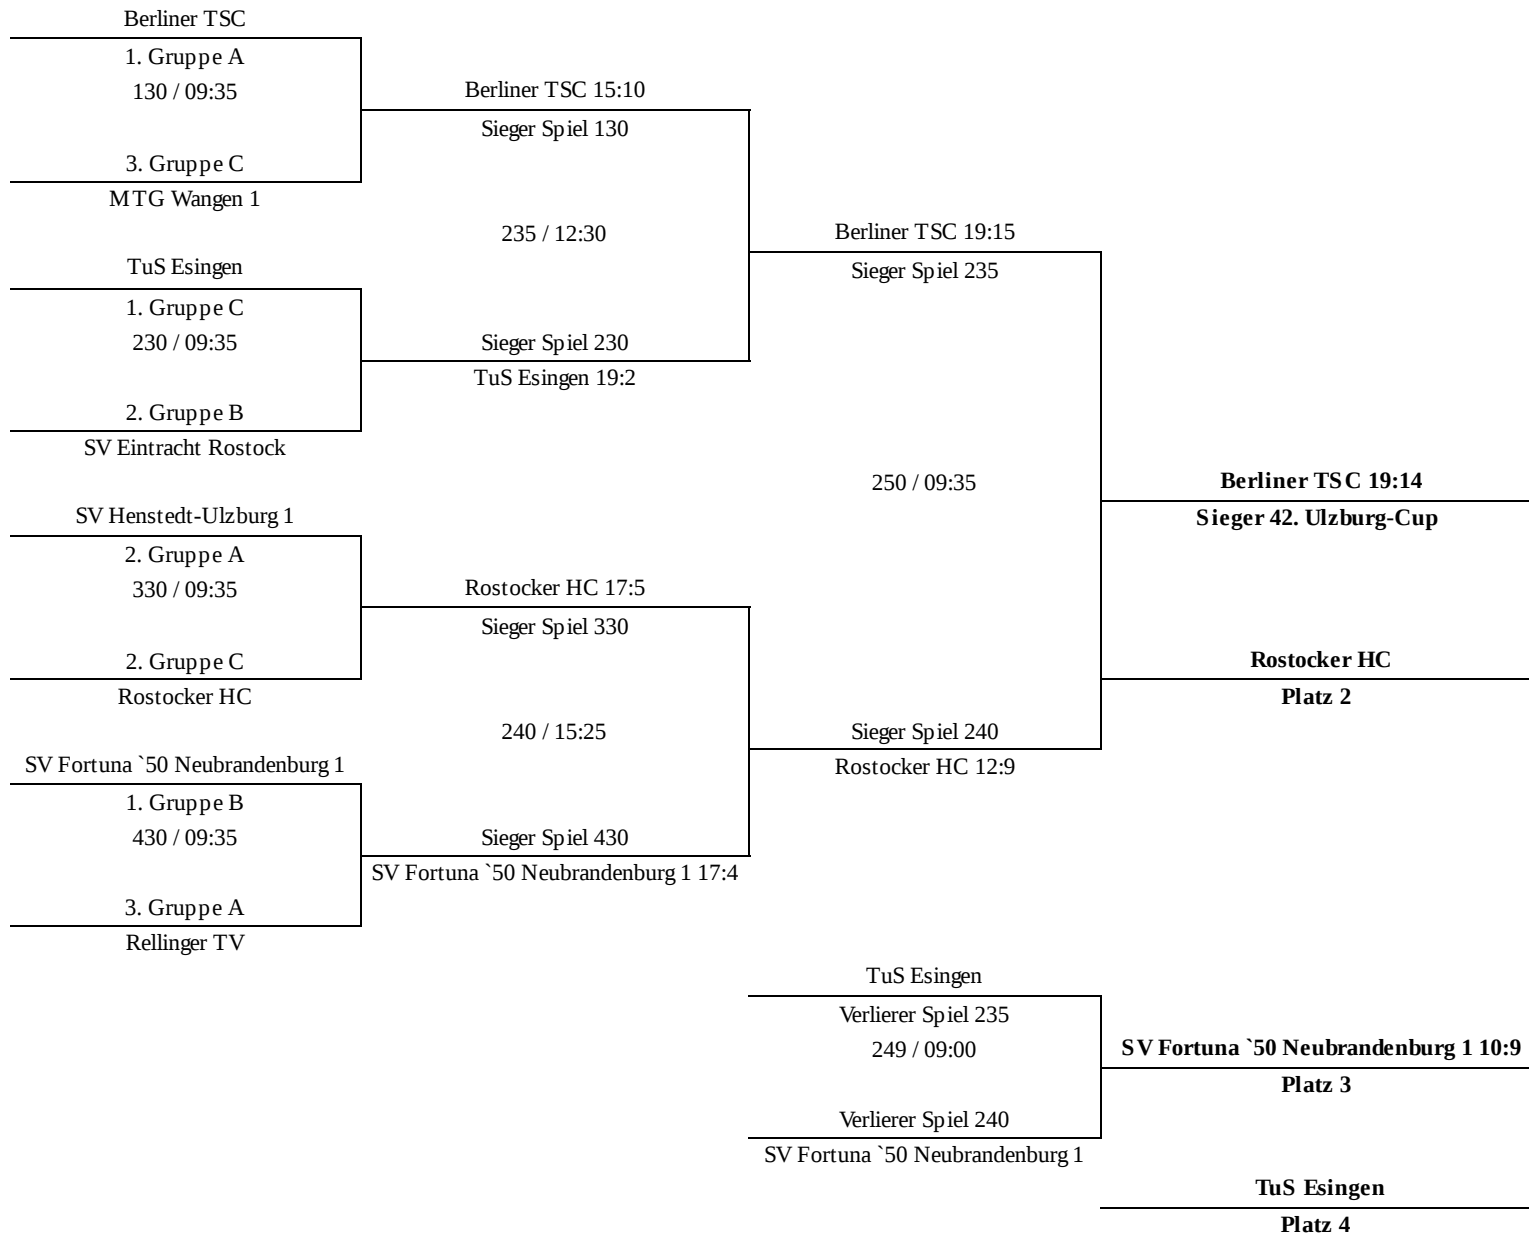 Berliner TSC
1. Gruppe A
130 / 09:35
3. Gruppe C
MTG Wangen 1
TuS Esingen
1. Gruppe C
230 / 09:35
2. Gruppe B
SV Eintracht Rostock
SV Henstedt-Ulzburg 1
2. Gruppe A
330 / 09:35
2. Gruppe C
Rostocker HC
SV Fortuna `50 Neubrandenburg 1
1. Gruppe B
430 / 09:35
3. Gruppe A
Rellinger TV
Berliner TSC 15:10
Sieger Spiel 130
235 / 12:30
Sieger Spiel 230
TuS Esingen 19:2
Rostocker HC 17:5
Sieger Spiel 330
240 / 15:25
Sieger Spiel 430
SV Fortuna `50 Neubrandenburg 1 17:4
Berliner TSC 19:15
Sieger Spiel 235
250 / 09:35
Sieger Spiel 240
Rostocker HC 12:9
Berliner TSC 19:14
Sieger 42. Ulzburg-Cup
Rostocker HC
Platz 2
TuS Esingen
Verlierer Spiel 235
249 / 09:00
Verlierer Spiel 240
SV Fortuna `50 Neubrandenburg 1
SV Fortuna `50 Neubrandenburg 1 10:9
Platz 3
TuS Esingen
Platz 4